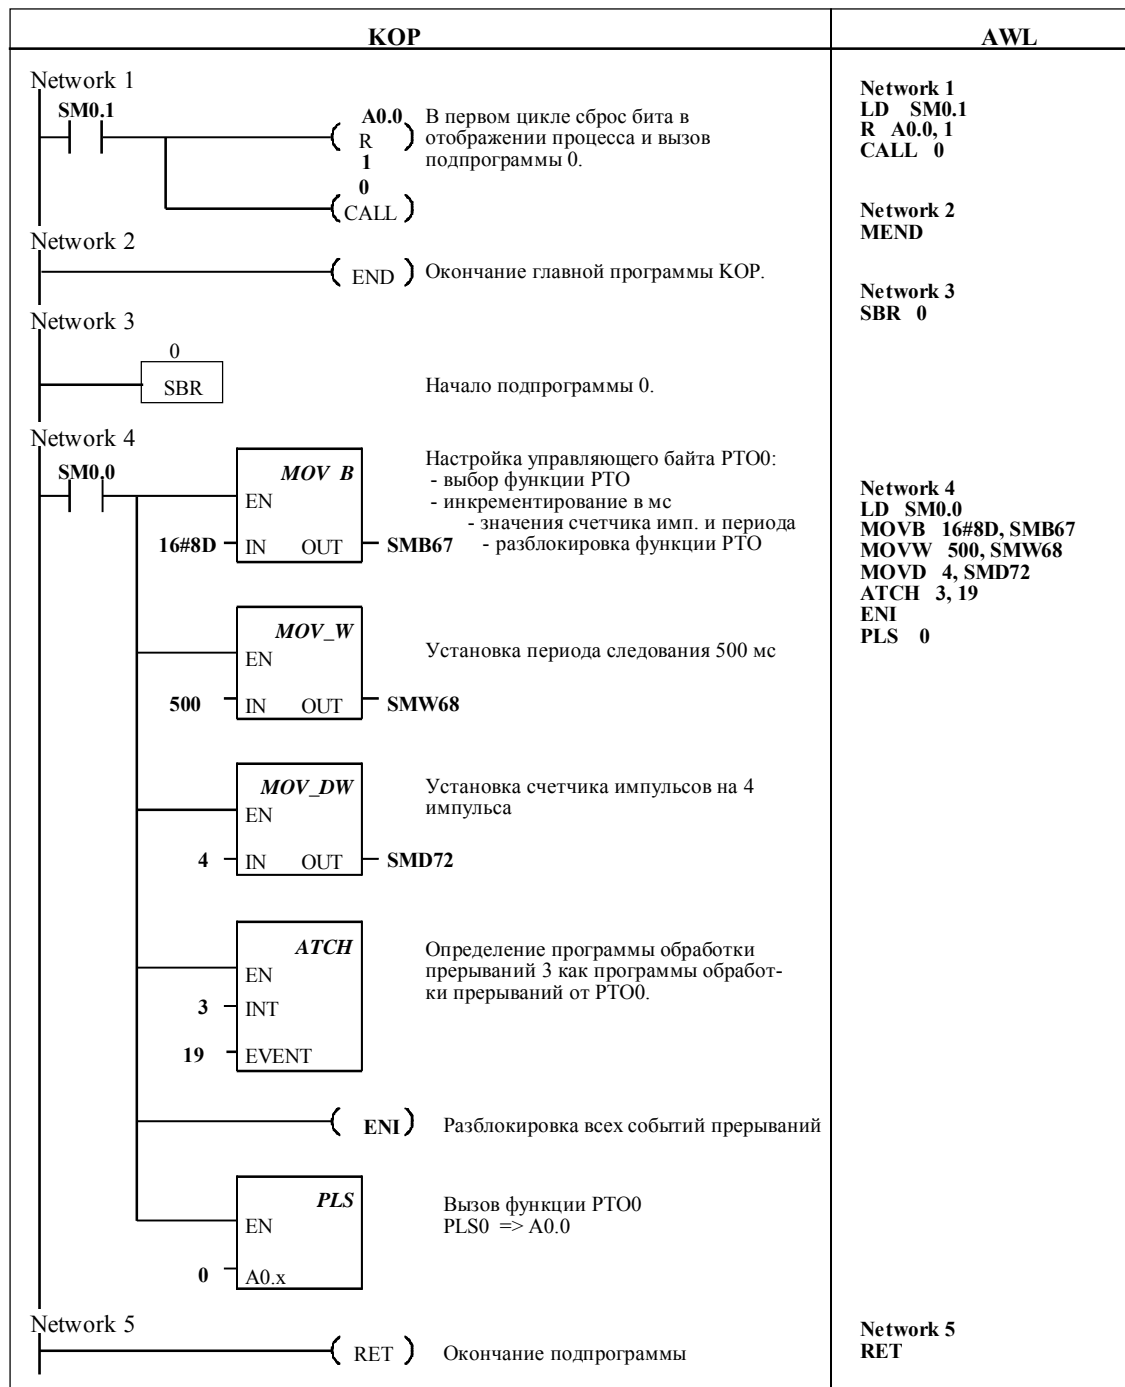 KOP
AWL
Network 1
SM0.1
A0.0
R
1
0
CALL
В первом цикле сброс бита в
отображении процесса и вызов
подпрограммы 0.
Network 1
LD SM0.1
R A0.0, 1
CALL 0
Network 2
END
Окончание главной программы KOP.
Network 2
MEND
Network 3
0
SBR
Начало подпрограммы 0.
Network 3
SBR 0
Network 4
SM0.0
MOV B
EN
16#8D
IN OUT
SMB67
Настройка управляющего байта PTO0:
- выбор функции PTO
- инкрементирование в мс
- значения счетчика имп. и периода
- разблокировка функции PTO
Network 4
LD SM0.0
MOVB 16#8D, SMB67
MOVW 500, SMW68
MOVD 4, SMD72
ATCH 3, 19
ENI
PLS 0
MOV_W
EN
500
IN OUT
SMW68
Установка периода следования 500 мс
MOV_DW
EN
4
IN OUT
SMD72
Установка счетчика импульсов на 4
импульса
ATCH
EN
3
INT
19
EVENT
Определение программы обработки
прерываний 3 как программы обработ-
ки прерываний от PTO0.
ENI
Разблокировка всех событий прерываний
PLS
EN
0
A0.x
Вызов функции PTO0
PLS0 => A0.0
Network 5
RET
Окончание подпрограммы
Network 5
RET